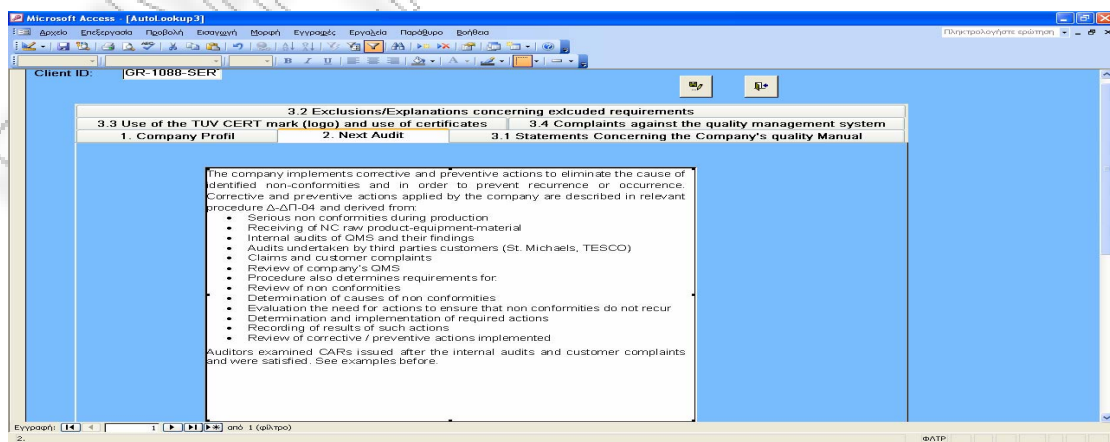 Microsoft Access - [AutoLookup3]
Αρχείο Επεξεργασία Προβολή Εισαγωγή Μορφή Εγγραφές Εργαλεία Παράθυρο Βοήθεια Πληκτρολογήστε ερώτηση
Client ID: GR-1088-SER
3.2 Exclusions/Explanations concerning exlcuded requirements
3.3 Use of the TUV CERT mark (logo) and use of certificates 3.4 Complaints against the quality management system
1. Company Profil 2. Next Audit 3.1 Statements Concerning the Company's quality Manual
The company implements corrective and preventive actions to eliminate the cause of
identified non-conformities and in order to prevent recurrence or occurrence.
Corrective and preventive actions applied by the company are described in relevant
procedure Δ-ΔΠ-04 and derived from:
• Serious non conformities during production
• Receiving of NC raw product-equipment-material
• Internal audits of QMS and their findings
• Audits undertaken by third parties customers (St. Michaels, TESCO)
• Claims and customer complaints
• Review of company's QMS
• Procedure also determines requirements for:
• Review of non conformities
• Determination of causes of non conformities
• Evaluation the need for actions to ensure that non conformities do not recur
• Determination and implementation of required actions
• Recording of results of such actions
• Review of corrective / preventive actions implemented
Auditors examined CARs issued after the internal audits and customer complaints
and were satisfied. See examples before.
Εγγραφή: 1 από 1 (φίλτρο)
2. ΦΛΤΡ